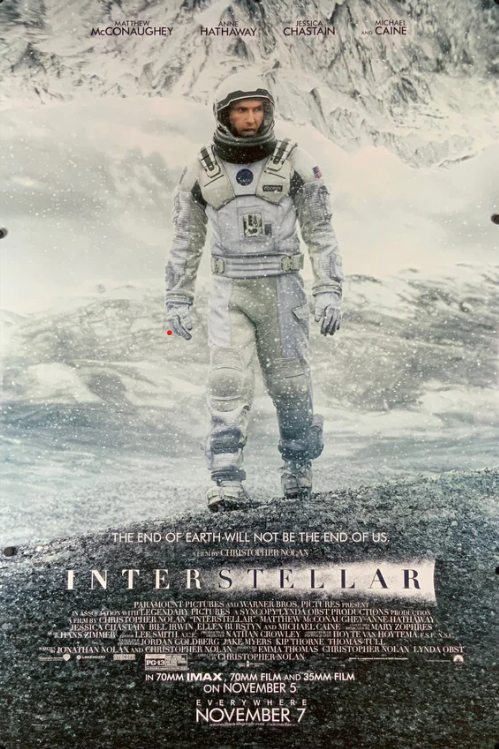 MATTHEW McCONAUGHEY ANNE HATHAWAY JESSICA CHASTAIN AND MICHAEL CAINE
THE END OF EARTH WILL NOT BE THE END OF US.
A FILM BY CHRISTOPHER NOLAN
INTERSTELLAR
PARAMOUNT PICTURES AND WARNER BROS. PICTURES PRESENT
IN ASSOCIATION WITH LEGENDARY PICTURES A SYNCOPY/LYNDA OBST PRODUCTIONS PRODUCTION
A FILM BY CHRISTOPHER NOLAN "INTERSTELLAR" MATTHEW McCONAUGHEY ANNE HATHAWAY
JESSICA CHASTAIN BILL IRWIN ELLEN BURSTYN AND MICHAEL CAINE MARY ZOPHRES
HANS ZIMMER LEE SMITH, A.C.E. NATHAN CROWLEY HOYTE VAN HOYTEMA
JORDAN GOLDBERG JAKE MYERS KIP THORNE THOMAS TULL
JONATHAN NOLAN AND CHRISTOPHER NOLAN EMMA THOMAS CHRISTOPHER NOLAN LYNDA OBST
PG-13 CHRISTOPHER NOLAN
IN 70MM IMAX, 70MM FILM AND 35MM FILM
ON NOVEMBER 5
EVERYWHERE
NOVEMBER 7